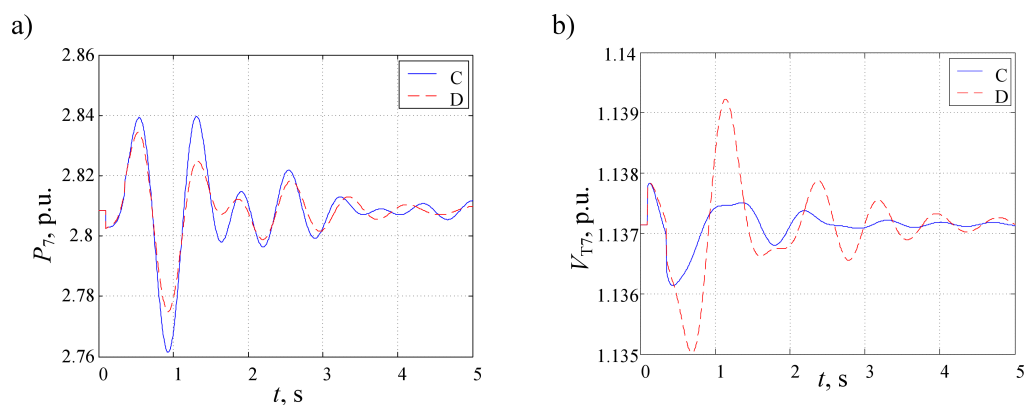 a)
2.86
2.84
2.82
2.8
2.78
2.76
P7, p.u.
0 1 2 3 4 5
t, s
C
D
b)
1.14
1.139
1.138
1.137
1.136
1.135
VT7, p.u.
0 1 2 3 4 5
t, s
C
D